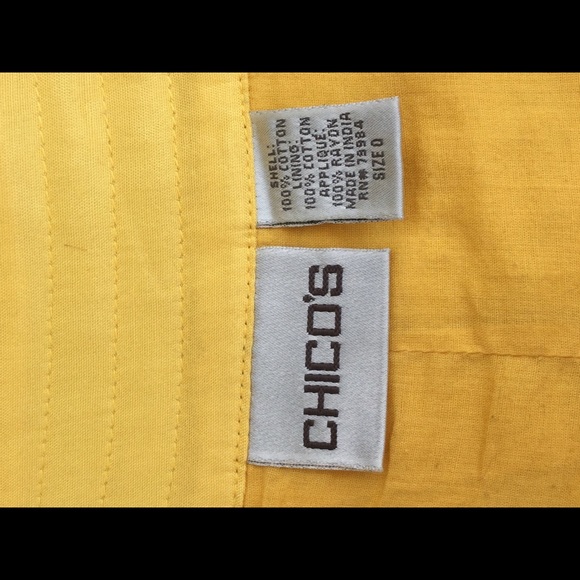 CHICO'S
SHELL:
100% COTTON
LINING:
100% COTTON
APPLIQUE:
100% RAYON
MADE IN INDIA
RN# 79984
SIZE 0